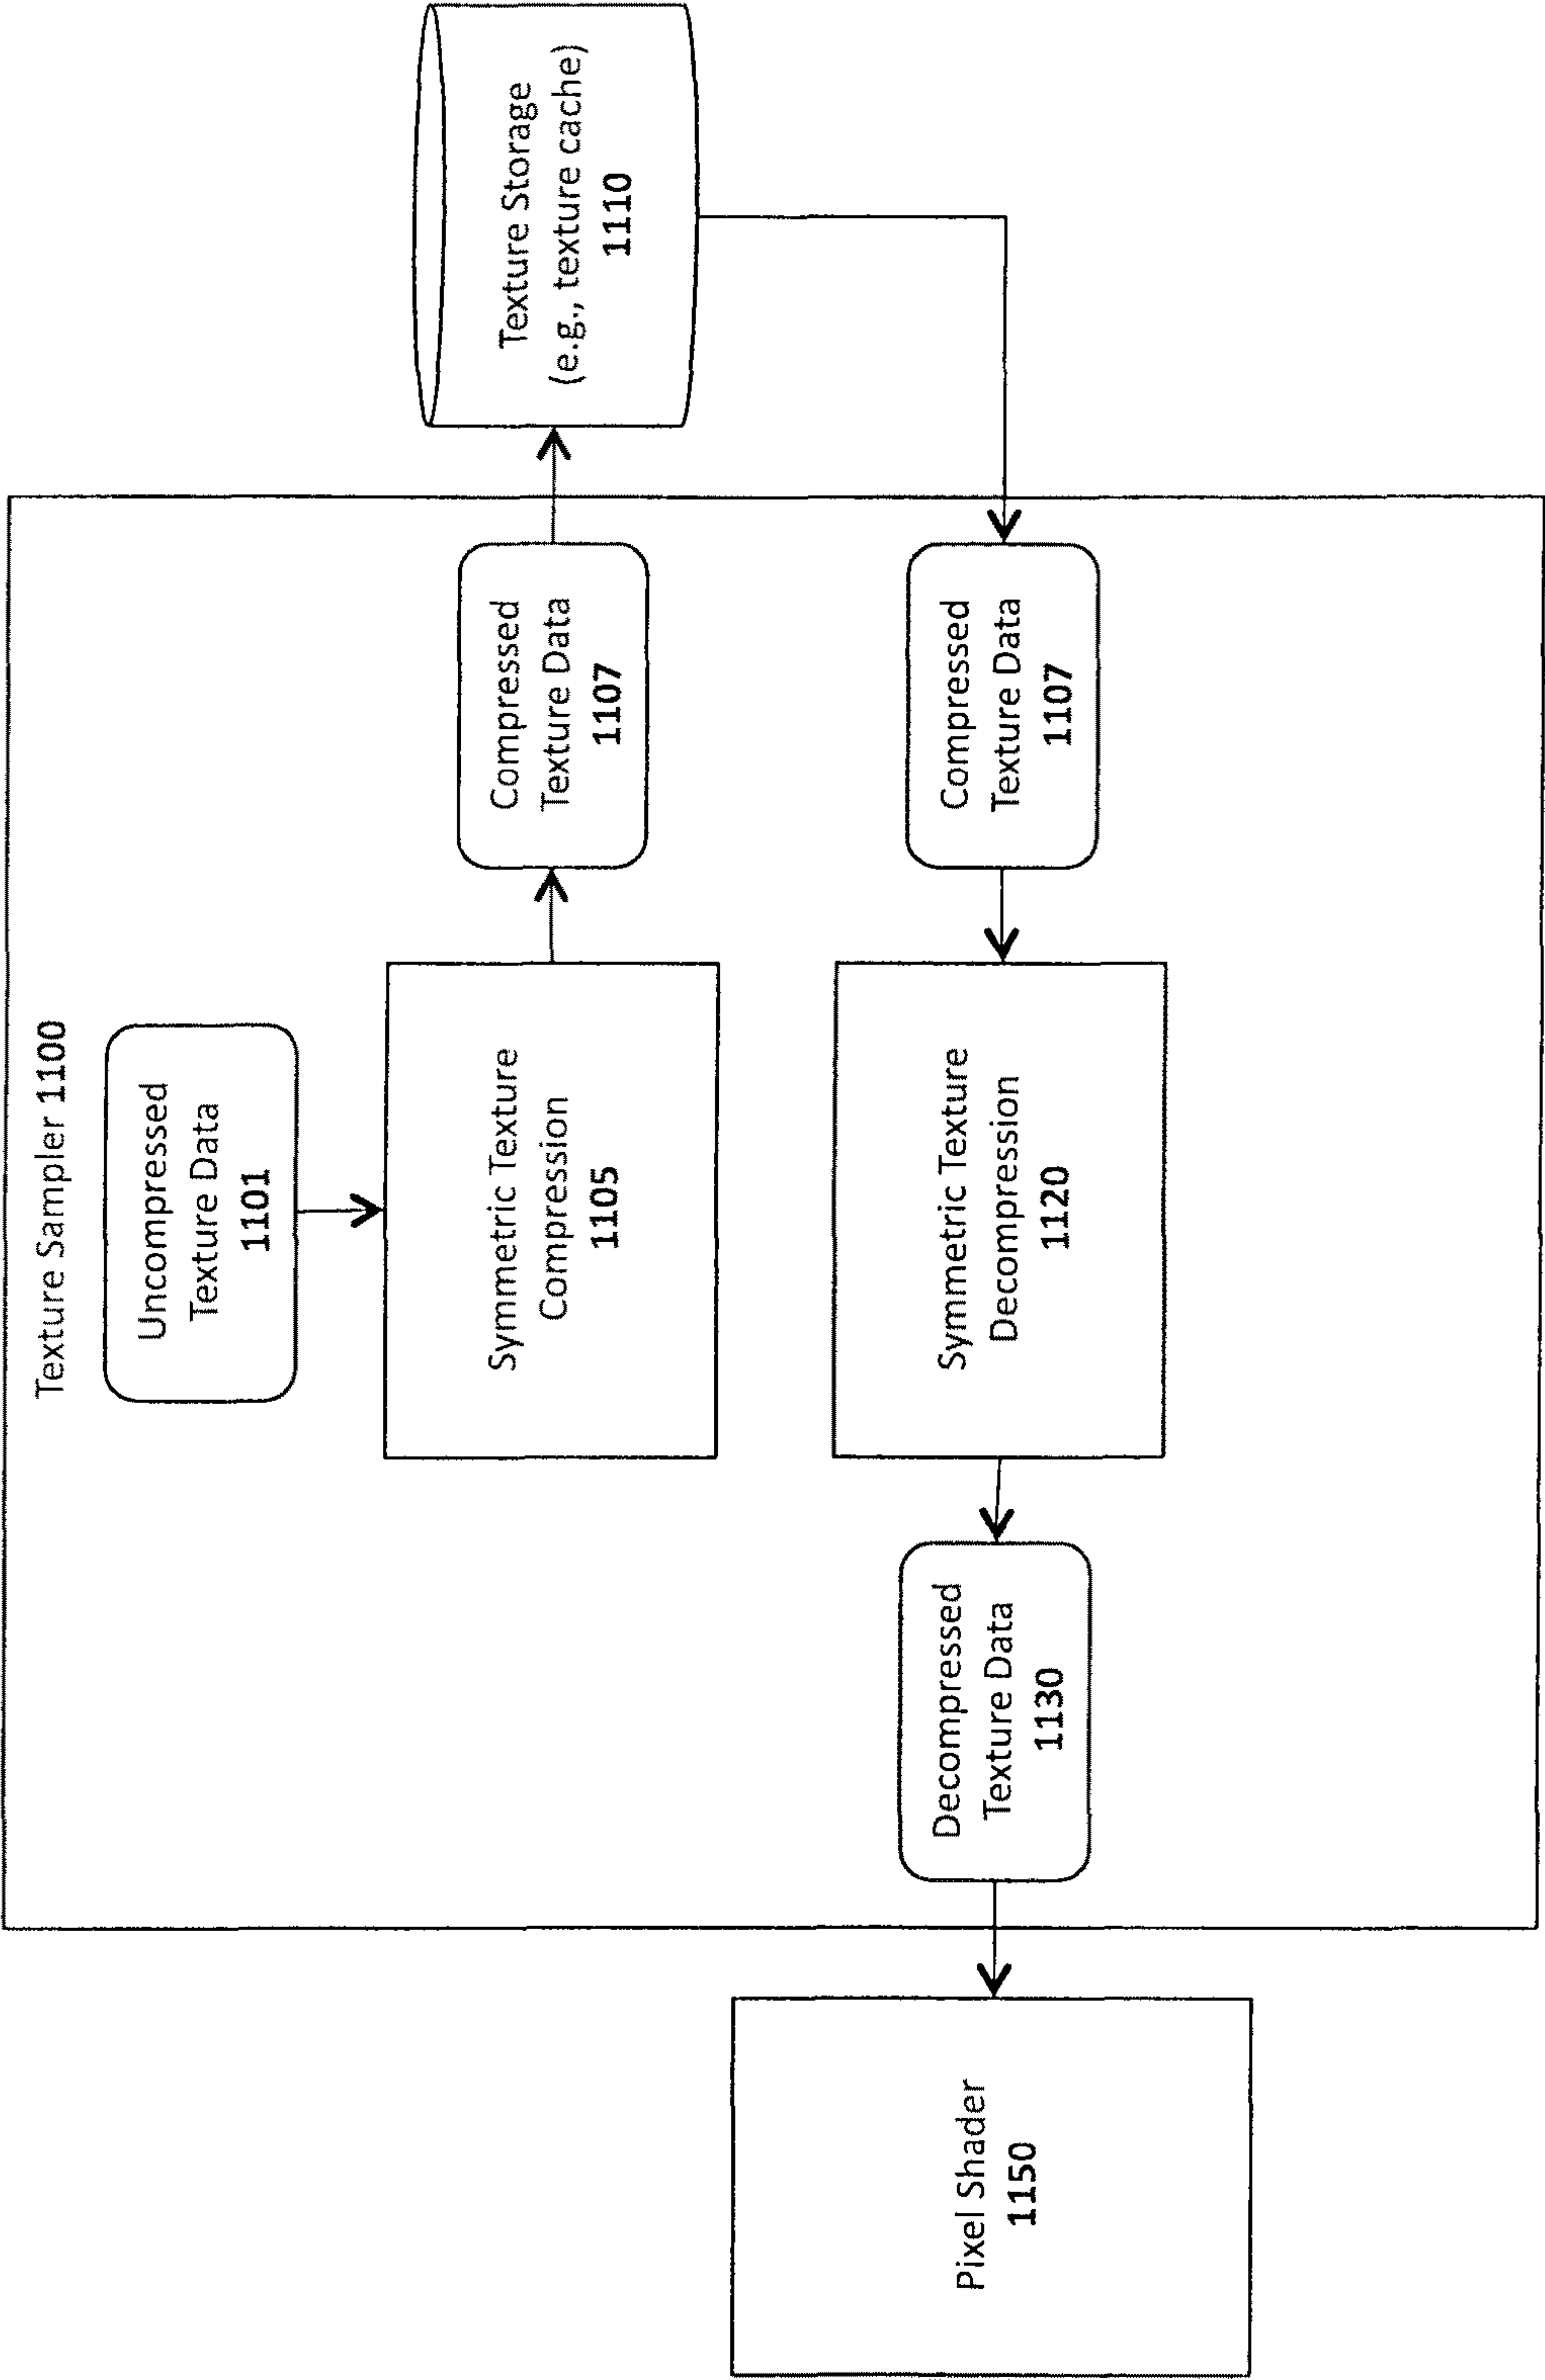 Texture Sampler 1100
Uncompressed
Texture Data
1101
Symmetric Texture
Compression
1105
Compressed
Texture Data
1107
Texture Storage
(e.g., texture cache)
1110
Compressed
Texture Data
1107
Symmetric Texture
Decompression
1120
Decompressed
Texture Data
1130
Pixel Shader
1150